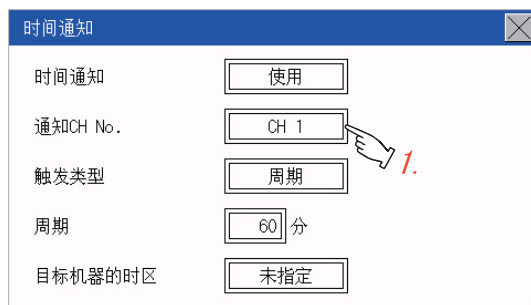 时间通知
时间通知 使用
通知CH No. CH 1
1.
触发类型 周期
周期 60 分
目标机器的时区 未指定